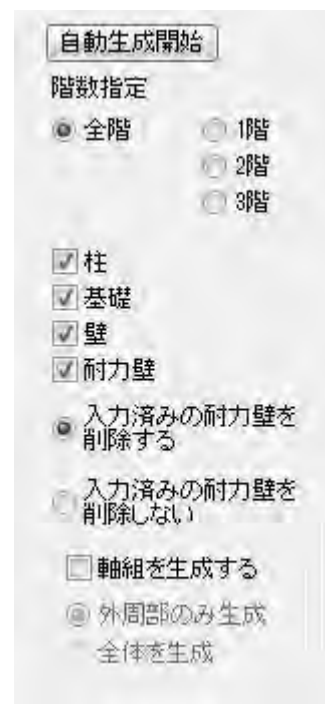 自動生成開始
階数指定
全階 1階
2階
3階
柱
基礎
壁
耐力壁
入力済みの耐力壁を
削除する
入力済みの耐力壁を
削除しない
軸組を生成する
外周部のみ生成
全体を生成